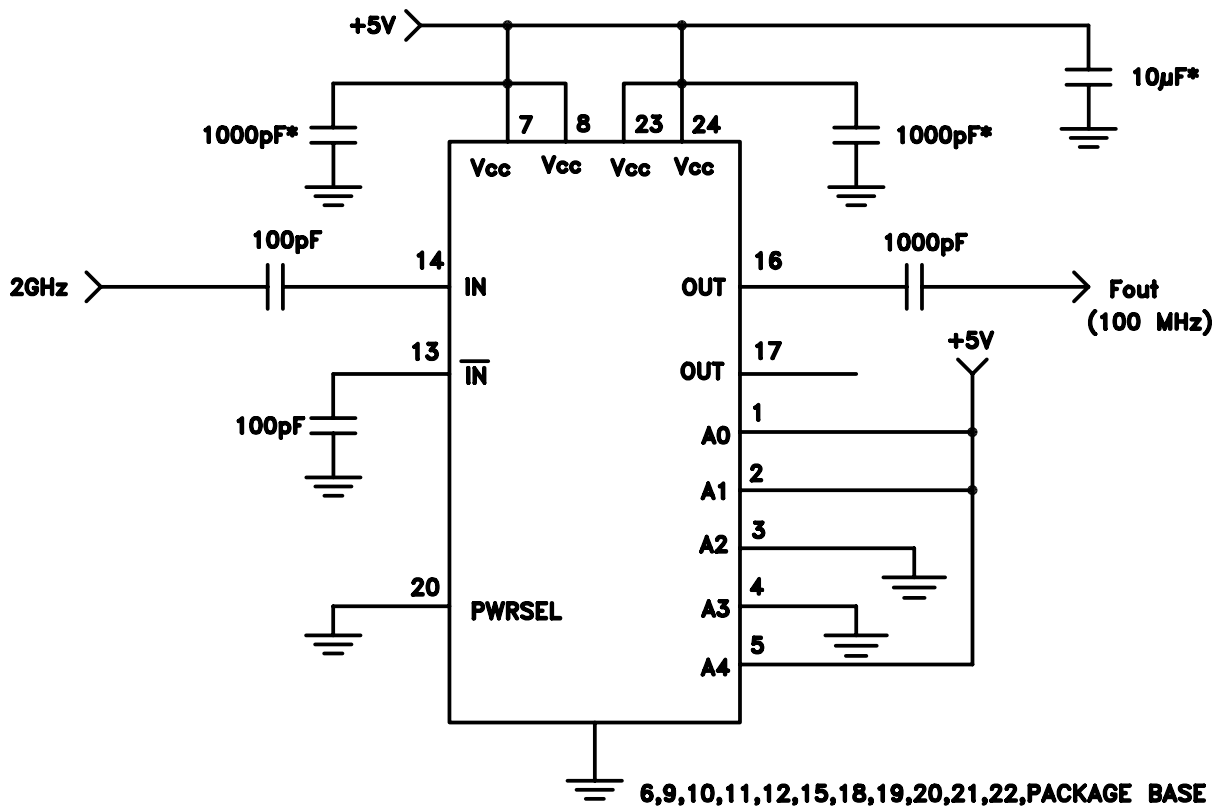 +5V
10µF*
1000pF*
7
8
23
24
1000pF*
Vcc
Vcc
Vcc
Vcc
100pF
14
16
1000pF
2GHz
IN
OUT
Fout
(100 MHz)
13
17
+5V
IN
OUT
100pF
1
A0
2
A1
3
A2
20
4
PWRSEL
A3
5
A4
6,9,10,11,12,15,18,19,20,21,22,PACKAGE BASE